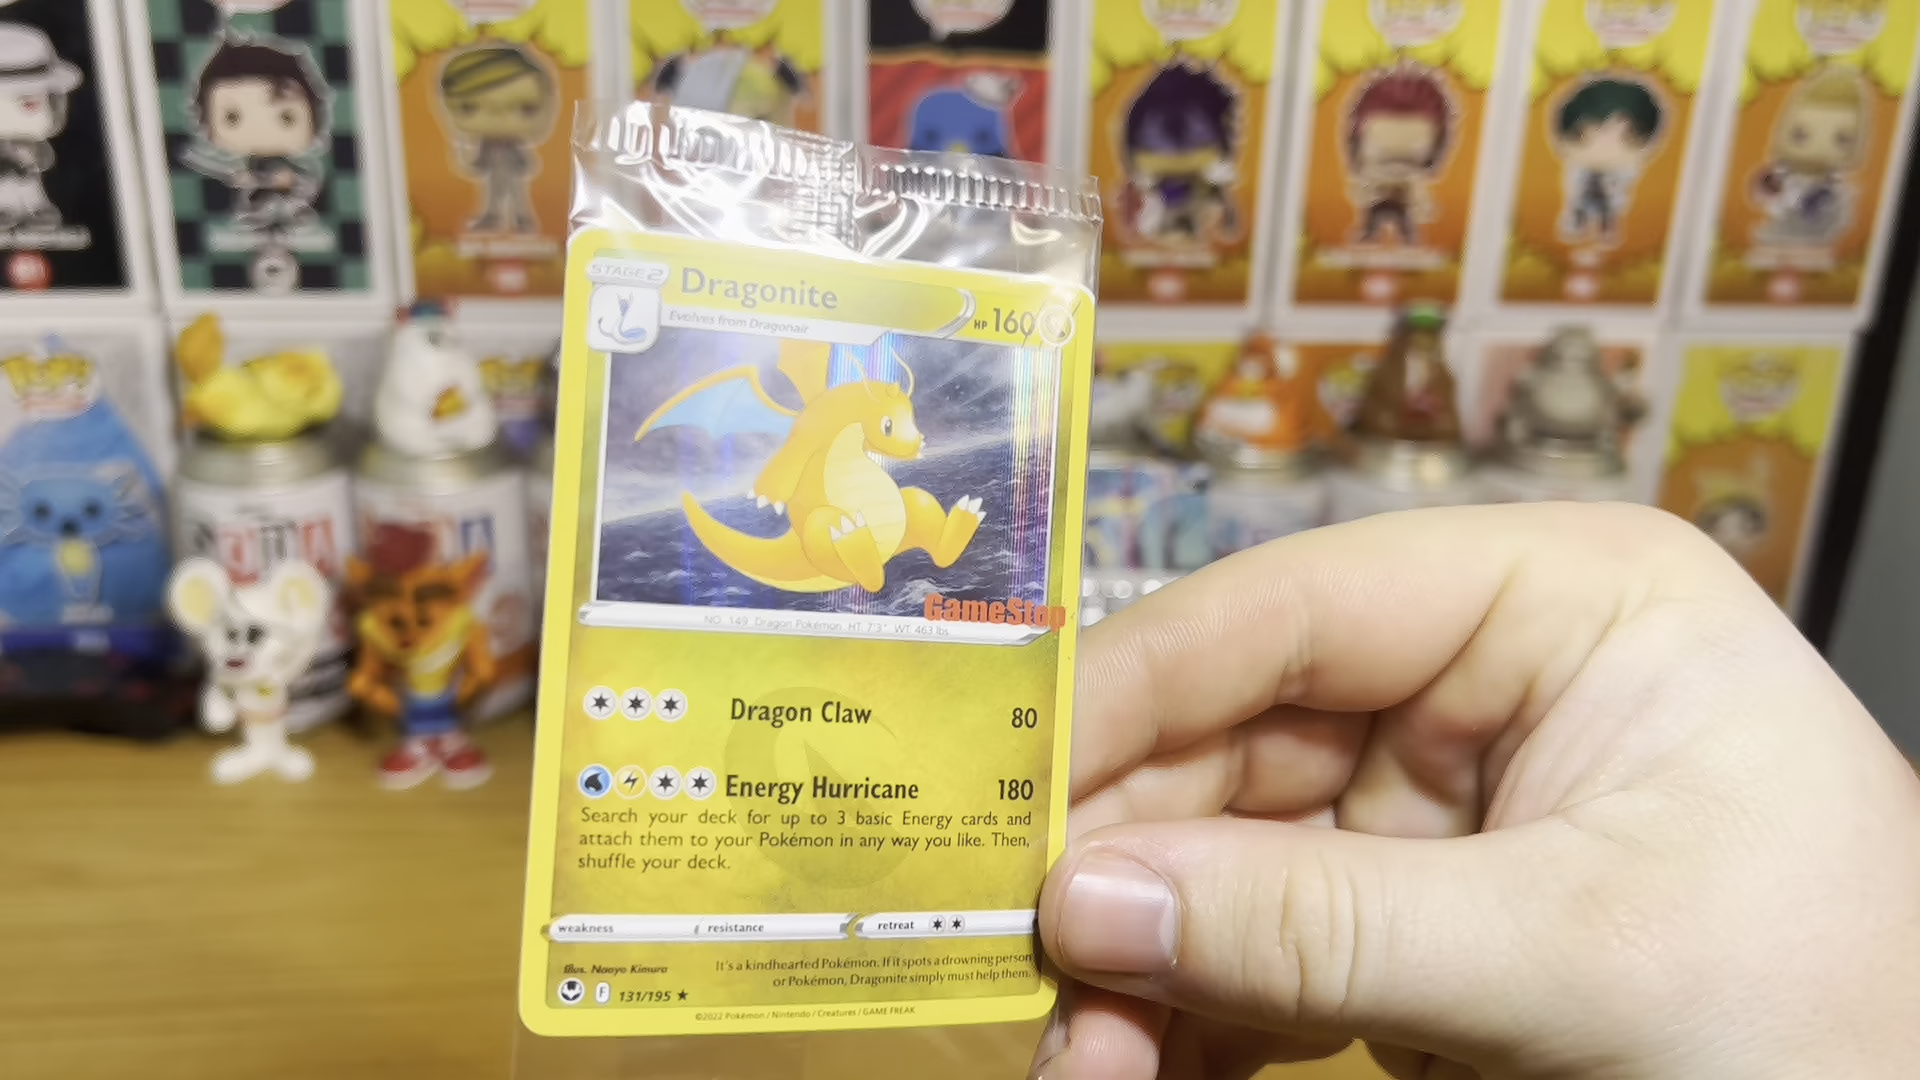 STAGE 2
Dragonite
HP 160
Evolves from Dragonair
GameStop
NO. 149 Dragon Pokémon HT: 7'3" WT: 463 lbs.
Dragon Claw 80
Energy Hurricane 180
Search your deck for up to 3 basic Energy cards and
attach them to your Pokémon in any way you like. Then,
shuffle your deck.
weakness resistance retreat
Illus. Naoyo Kimura
It's a kindhearted Pokémon. If it spots a drowning person
or Pokémon, Dragonite simply must help them.
F 131/195
©2022 Pokémon / Nintendo / Creatures / GAME FREAK